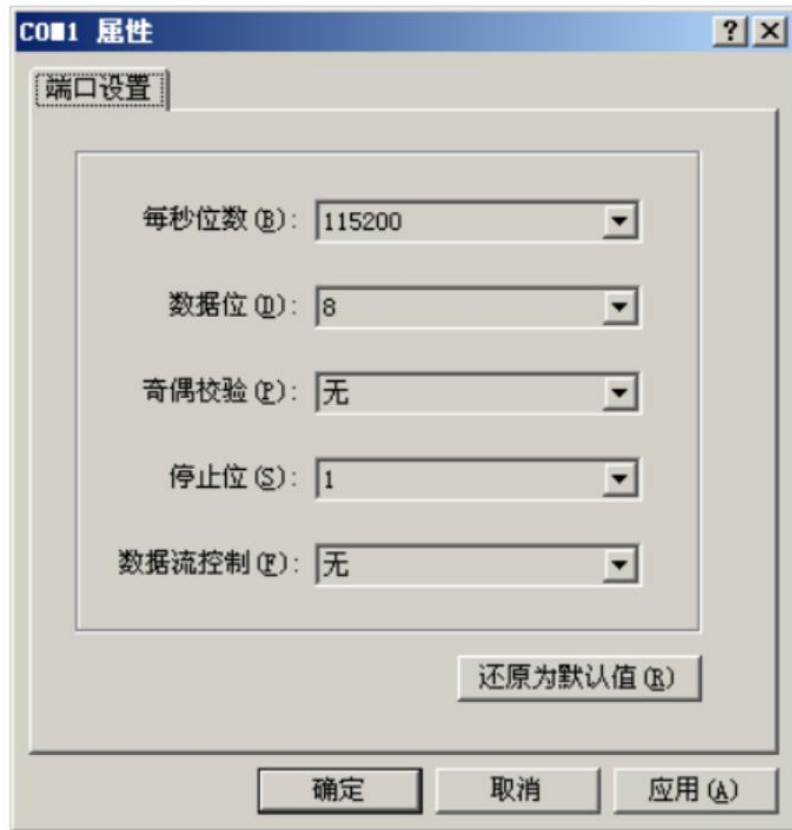 COM1 属性
端口设置
每秒位数(B): 115200
数据位(D): 8
奇偶校验(P): 无
停止位(S): 1
数据流控制(F): 无
还原为默认值(R)
确定 取消 应用(A)